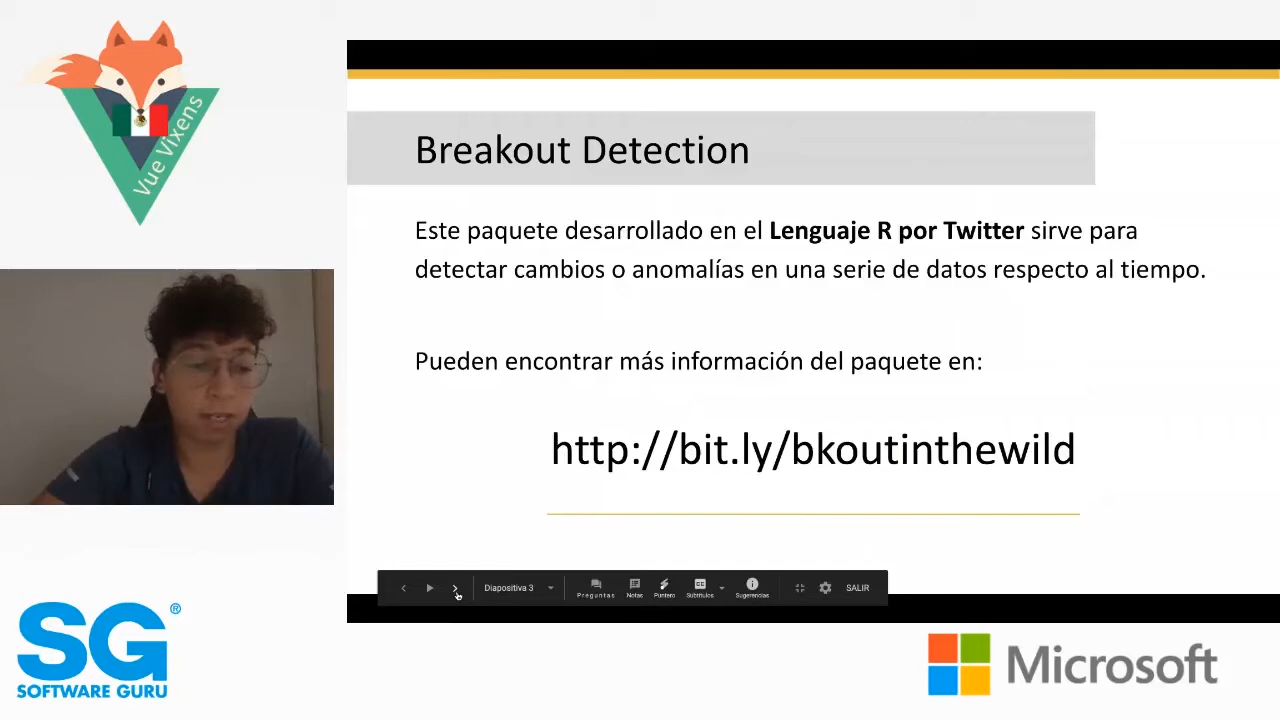 Vue Vixens
Breakout Detection
Este paquete desarrollado en el Lenguaje R por Twitter sirve para
detectar cambios o anomalías en una serie de datos respecto al tiempo.
Pueden encontrar más información del paquete en:
http://bit.ly/bkoutinthewild
Diapositiva 3
Preguntas
Notas
Puntero
Subtítulos
Sugerencias
SALIR
SG®
SOFTWARE GURU
Microsoft